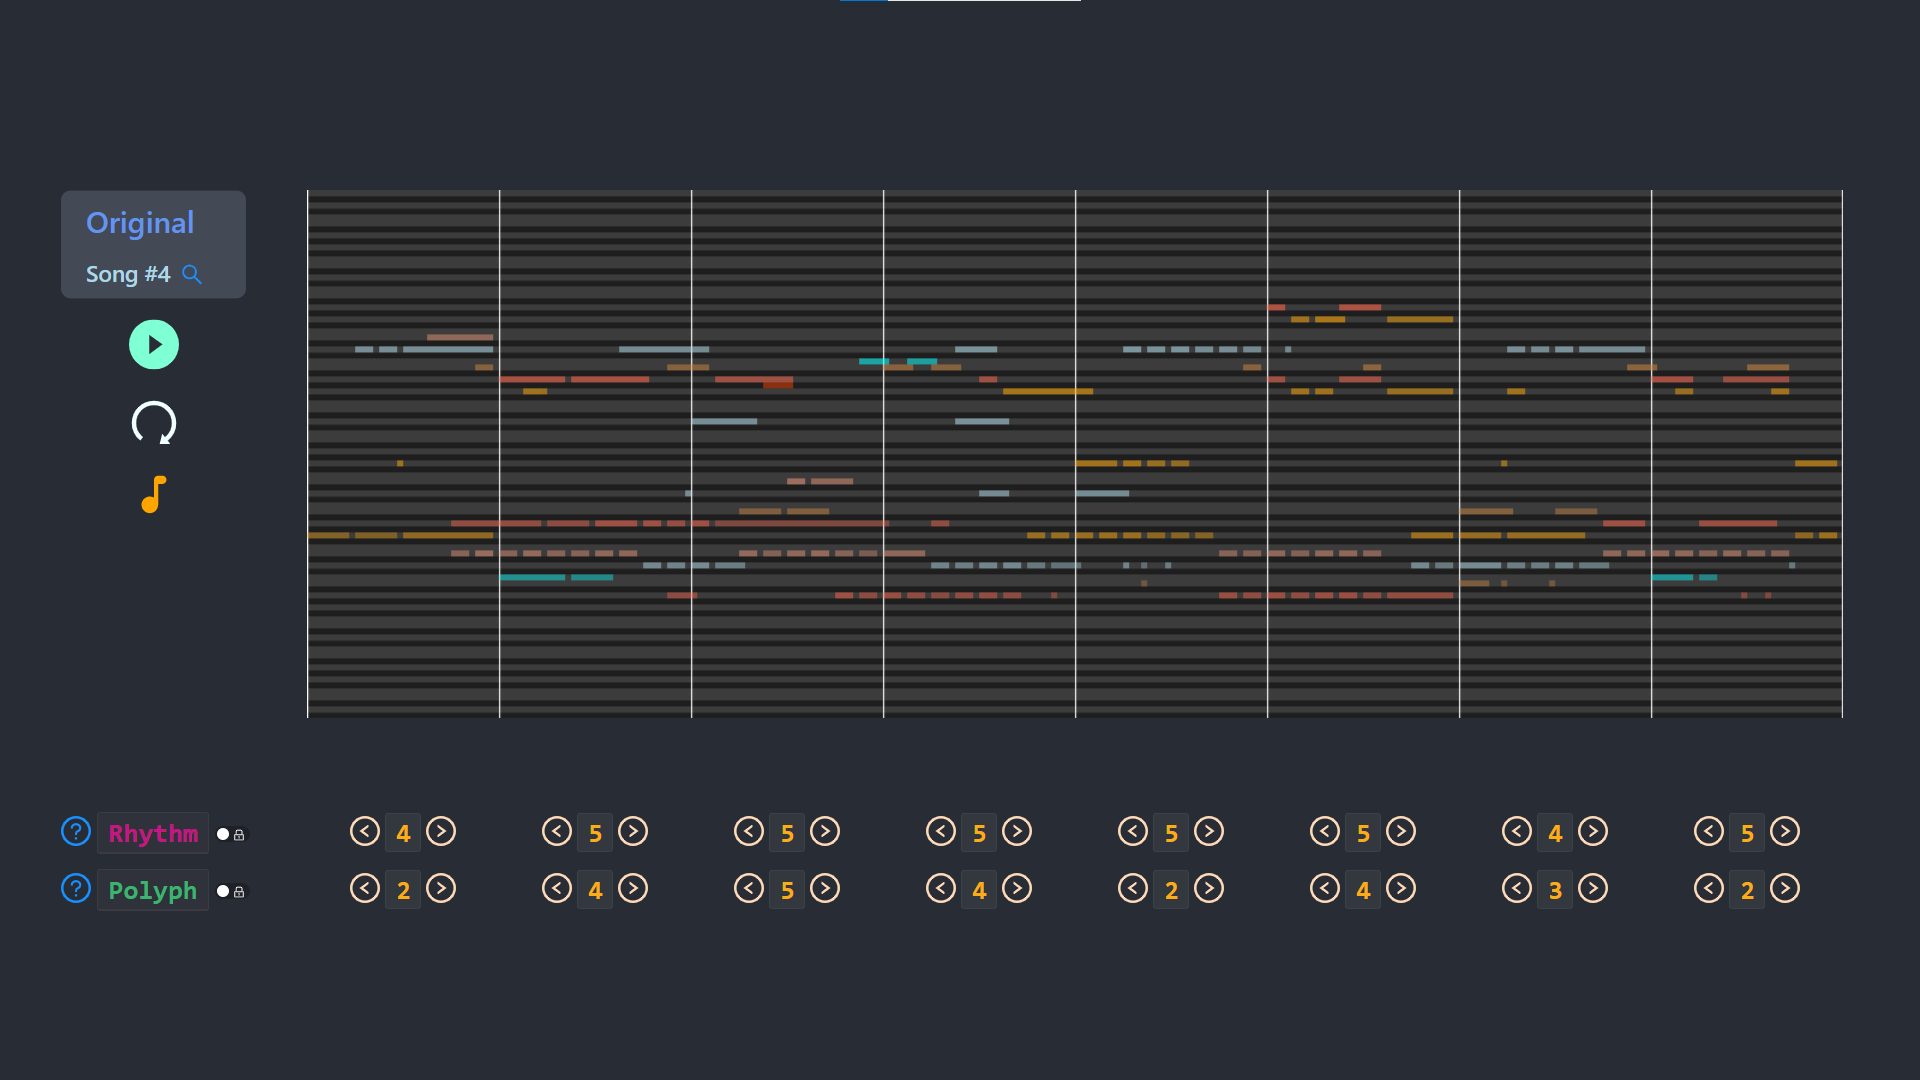 Original
Song #4
? Rhythm < 4 > < 5 > < 5 > < 5 > < 5 > < 5 > < 4 > < 5 >
? Polyph < 2 > < 4 > < 5 > < 4 > < 2 > < 4 > < 3 > < 2 >